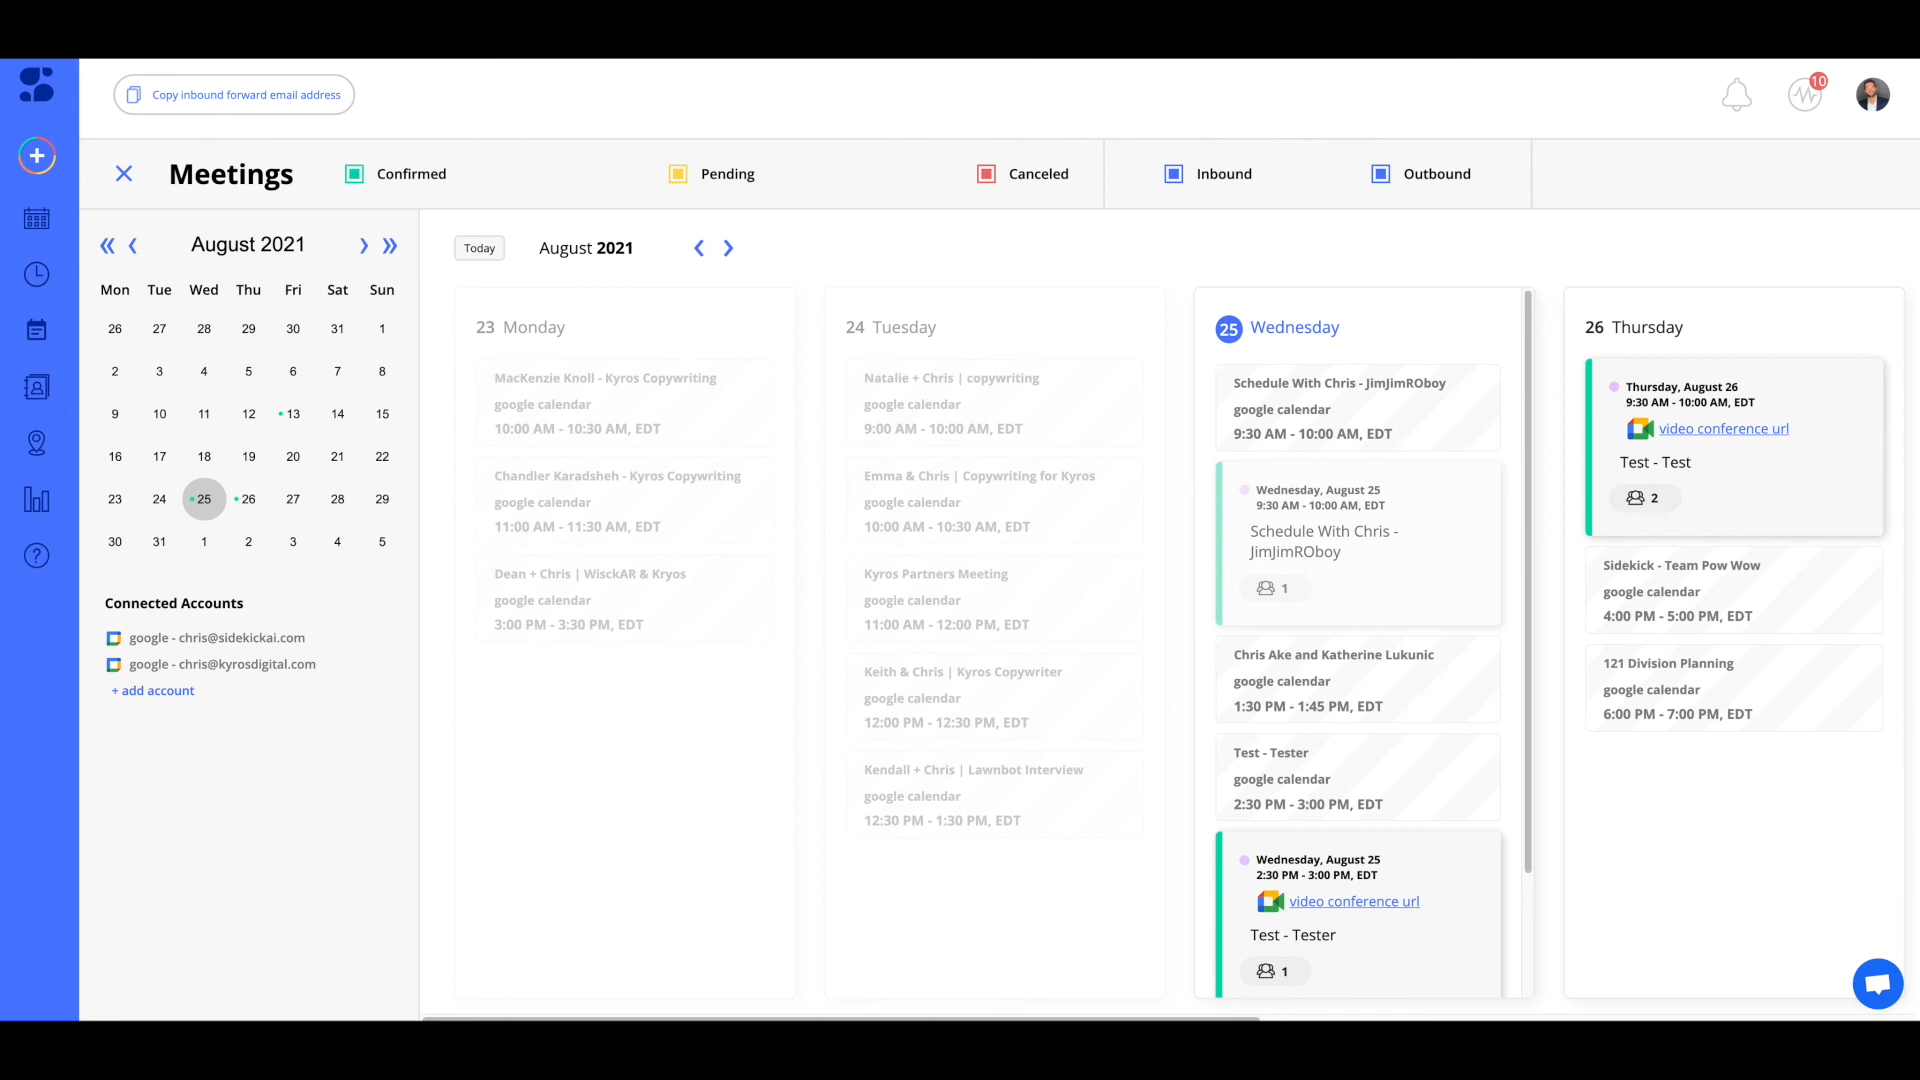 Copy inbound forward email address
10
Meetings
Confirmed
Pending
Canceled
Inbound
Outbound
August 2021
Mon Tue Wed Thu Fri Sat Sun
26 27 28 29 30 31 1
2 3 4 5 6 7 8
9 10 11 12 13 14 15
16 17 18 19 20 21 22
23 24 25 26 27 28 29
30 31 1 2 3 4 5
Connected Accounts
google - chris@sidekickai.com
google - chris@kyrosdigital.com
+ add account
Today
August 2021
23 Monday
MacKenzie Knoll - Kyros Copywriting
google calendar
10:00 AM - 10:30 AM, EDT
Chandler Karadsheh - Kyros Copywriting
google calendar
11:00 AM - 11:30 AM, EDT
Dean + Chris | WisckAR & Kryos
google calendar
3:00 PM - 3:30 PM, EDT
24 Tuesday
Natalie + Chris | copywriting
google calendar
9:00 AM - 10:00 AM, EDT
Emma & Chris | Copywriting for Kyros
google calendar
10:00 AM - 10:30 AM, EDT
Kyros Partners Meeting
google calendar
11:00 AM - 12:00 PM, EDT
Keith & Chris | Kyros Copywriter
google calendar
12:00 PM - 12:30 PM, EDT
Kendall + Chris | Lawnbot Interview
google calendar
12:30 PM - 1:30 PM, EDT
25 Wednesday
Schedule With Chris - JimJimROboy
google calendar
9:30 AM - 10:00 AM, EDT
Wednesday, August 25
9:30 AM - 10:00 AM, EDT
Schedule With Chris -
JimJimROboy
1
Chris Ake and Katherine Lukunic
google calendar
1:30 PM - 1:45 PM, EDT
Test - Tester
google calendar
2:30 PM - 3:00 PM, EDT
Wednesday, August 25
2:30 PM - 3:00 PM, EDT
video conference url
Test - Tester
1
26 Thursday
Thursday, August 26
9:30 AM - 10:00 AM, EDT
video conference url
Test - Test
2
Sidekick - Team Pow Wow
google calendar
4:00 PM - 5:00 PM, EDT
121 Division Planning
google calendar
6:00 PM - 7:00 PM, EDT